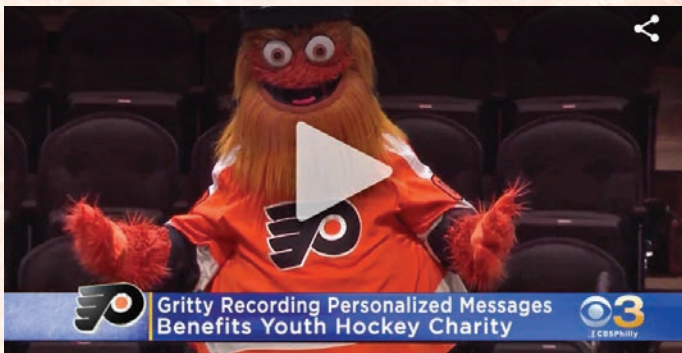 Gritty Recording Personalized Messages
Benefits Youth Hockey Charity
3
CBSPhilly